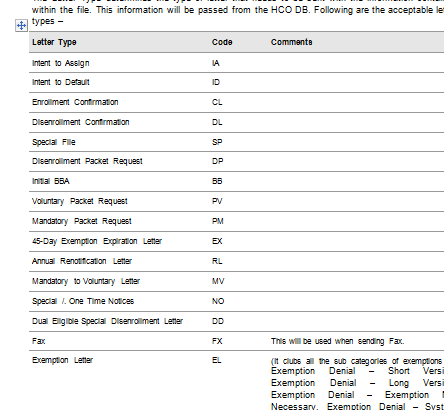 within the file. This information will be passed from the HCO DB. Following are the acceptable
types –
Letter Type Code Comments
Intent to Assign IA
Intent to Default ID
Enrollment Confirmation CL
Disenrollment Confirmation DL
Special File SP
Disenrollment Packet Request DP
Initial BBA BB
Voluntary Packet Request PV
Mandatory Packet Request PM
45-Day Exemption Expiration Letter EX
Annual Renotification Letter RL
Mandatory to Voluntary Letter MV
Special /. One Time Notices NO
Dual Eligible Special Disenrollment Letter DD
Fax FX This will be used when sending Fax.
Exemption Letter EL (It clubs all the sub categories of exemptions
Exemption Denial – Short
Exemption Denial – Long
Exemption Denial – Exemption
Necessary. Exemption Denial –